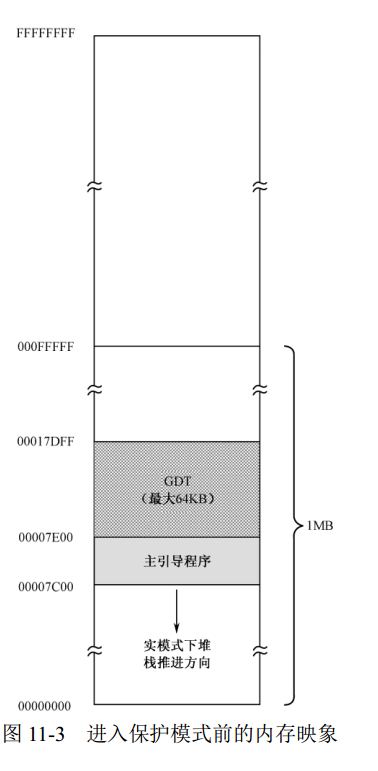 FFFFFFFF
000FFFFF
00017DFF
GDT
（最大64KB）
1MB
00007E00
主引导程序
00007C00
实模式下堆
栈推进方向
00000000
图 11-3 进入保护模式前的内存映象